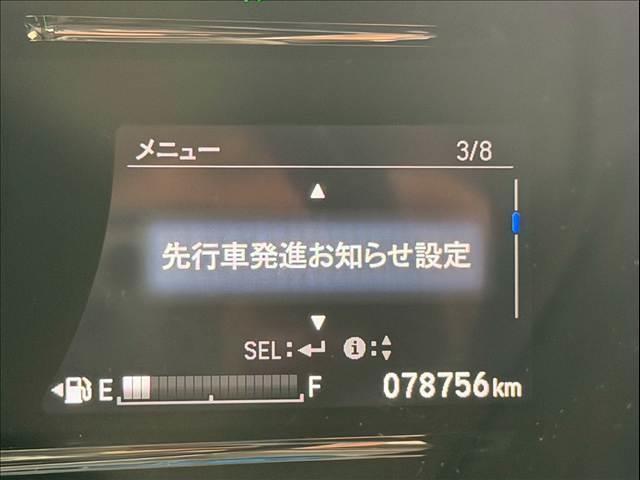 メニュー 3/8
先行車発進お知らせ設定
SEL:↵ i:
E F 078756km